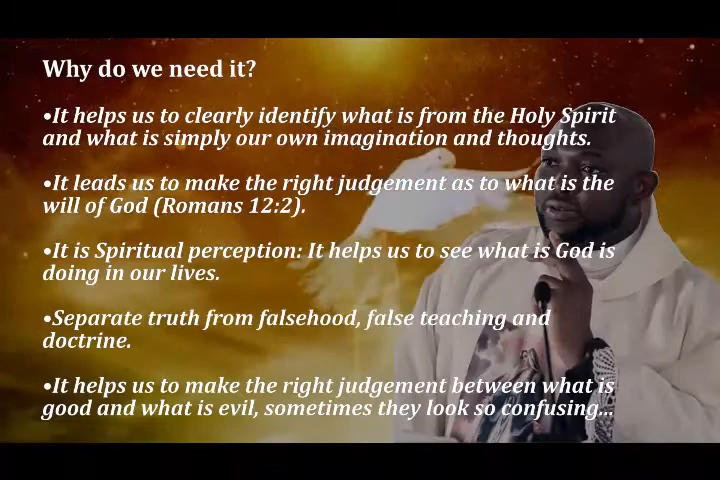 Why do we need it?
•It helps us to clearly identify what is from the Holy Spirit
and what is simply our own imagination and thoughts.
•It leads us to make the right judgement as to what is the
will of God (Romans 12:2).
•It is Spiritual perception: It helps us to see what is God is
doing in our lives.
•Separate truth from falsehood, false teaching and
doctrine.
•It helps us to make the right judgement between what is
good and what is evil, sometimes they look so confusing...